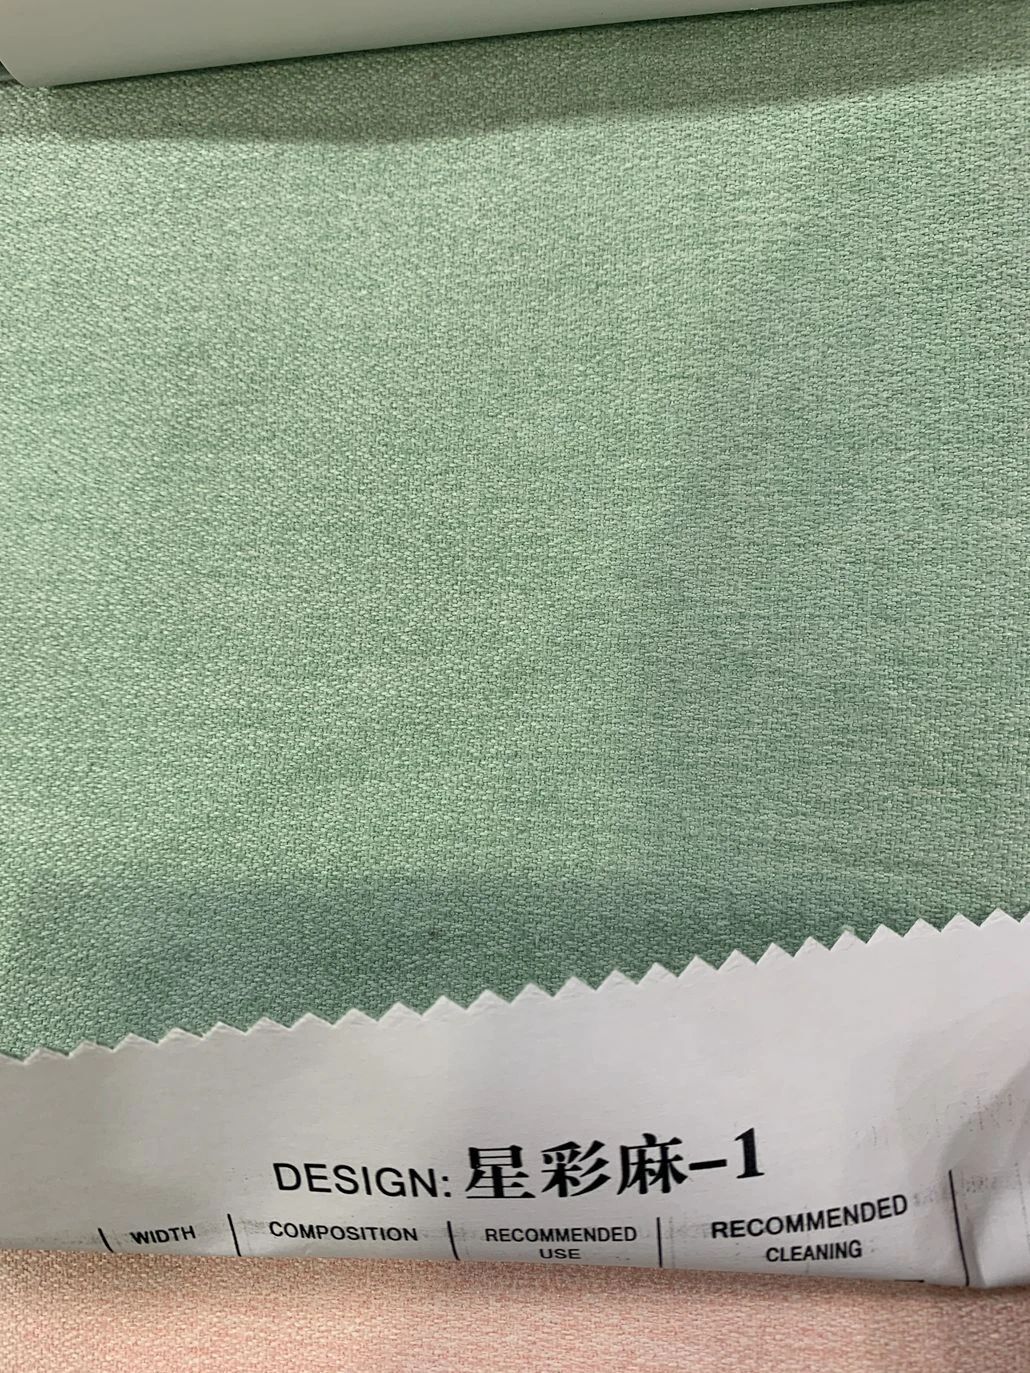 DESIGN: 星彩麻-1
WIDTH | COMPOSITION | RECOMMENDED USE | RECOMMENDED CLEANING